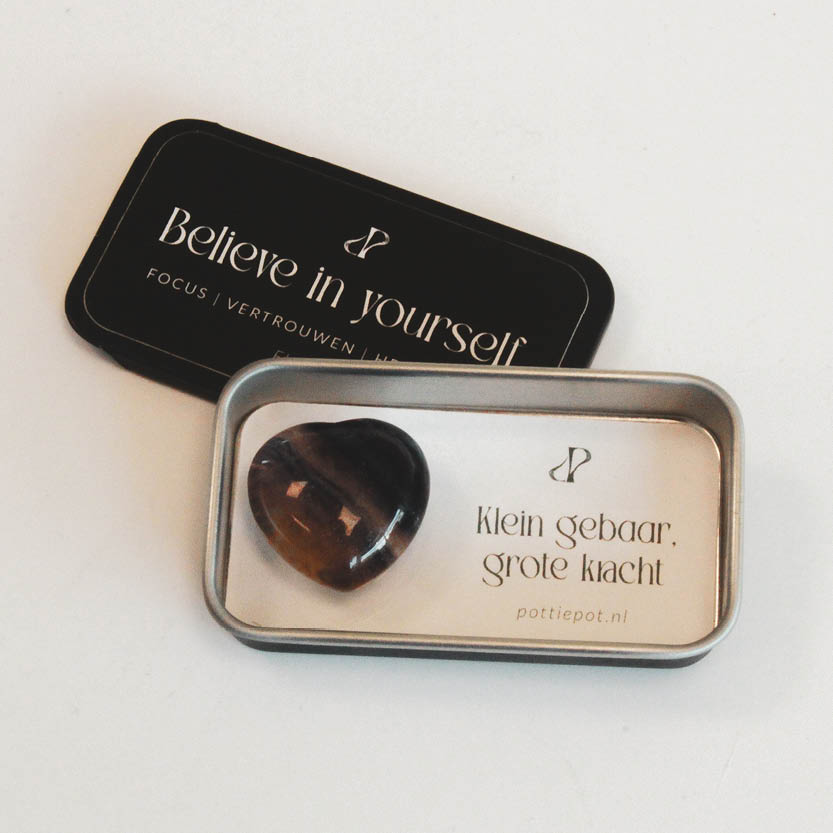 Believe in yourself
FOCUS | VERTROUWEN |
Klein gebaar,
grote kracht
pottiepot.nl